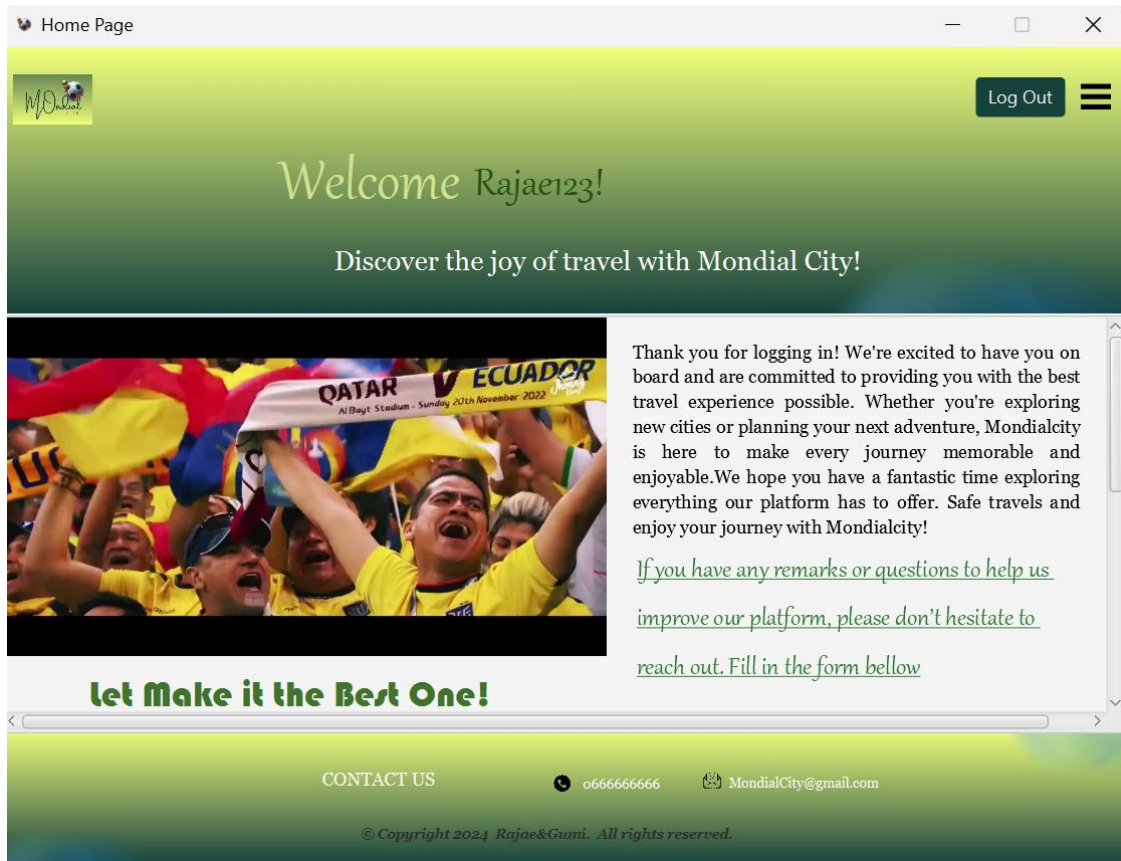 Home Page
MOndial
Log Out
Welcome Rajae123!
Discover the joy of travel with Mondial City!
QATAR V ECUADOR
Al Bayt Stadium - Sunday 20th November 2022
Thank you for logging in! We're excited to have you on
board and are committed to providing you with the best
travel experience possible. Whether you're exploring
new cities or planning your next adventure, Mondialcity
is here to make every journey memorable and
enjoyable.We hope you have a fantastic time exploring
everything our platform has to offer. Safe travels and
enjoy your journey with Mondialcity!
If you have any remarks or questions to help us
improve our platform, please don't hesitate to
reach out. Fill in the form bellow
Let Make it the Best One!
CONTACT US
0666666666
MondialCity@gmail.com
© Copyright 2024 Rajae&Gumi. All rights reserved.